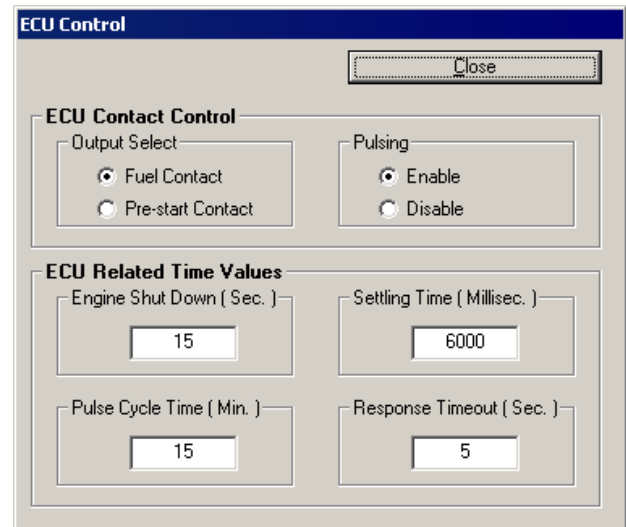 ECU Control
Close
ECU Contact Control
Output Select
Fuel Contact
Pre-start Contact
Pulsing
Enable
Disable
ECU Related Time Values
Engine Shut Down ( Sec. )
15
Settling Time ( Millisec. )
6000
Pulse Cycle Time ( Min. )
15
Response Timeout ( Sec. )
5